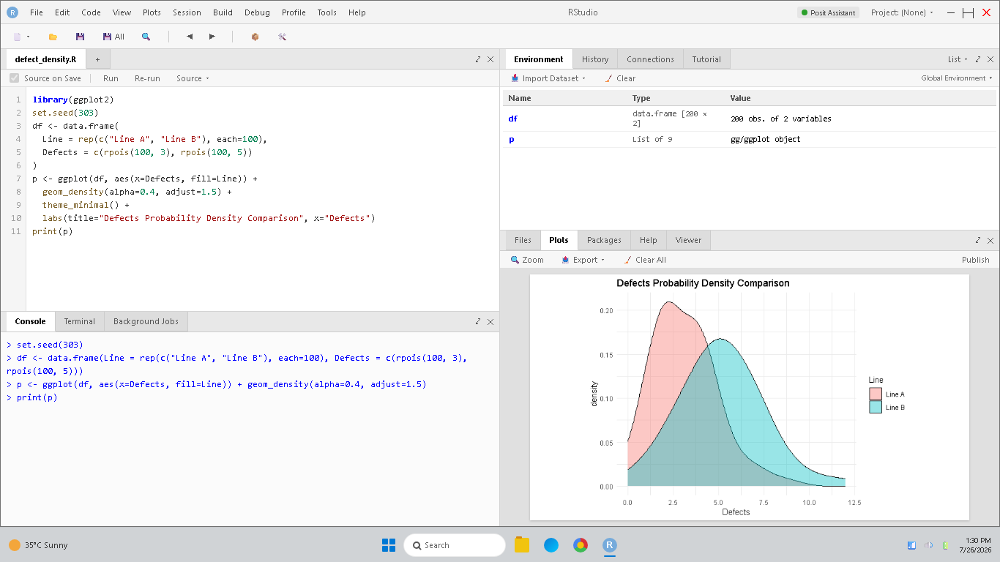 R File Edit Code View Plots Session Build Debug Profile Tools Help RStudio Posit Assistant Project: (None)
All
defect_density.R +
Source on Save Run Re-run Source
1 library(ggplot2)
2 set.seed(303)
3 df <- data.frame(
4 Line = rep(c("Line A", "Line B"), each=100),
5 Defects = c(rpois(100, 3), rpois(100, 5))
6 )
7 p <- ggplot(df, aes(x=Defects, fill=Line)) +
8 geom_density(alpha=0.4, adjust=1.5) +
9 theme_minimal() +
10 labs(title="Defects Probability Density Comparison", x="Defects")
11 print(p)
Console Terminal Background Jobs
> set.seed(303)
> df <- data.frame(Line = rep(c("Line A", "Line B"), each=100), Defects = c(rpois(100, 3),
rpois(100, 5)))
> p <- ggplot(df, aes(x=Defects, fill=Line)) + geom_density(alpha=0.4, adjust=1.5)
> print(p)
Environment History Connections Tutorial List
Import Dataset Clear Global Environment
Name Type Value
df data.frame [200 × 2] 200 obs. of 2 variables
p List of 9 gg/ggplot object
Files Plots Packages Help Viewer
Zoom Export Clear All Publish
Defects Probability Density Comparison
density
0.20
0.15
0.10
0.05
0.00
0.0 2.5 5.0 7.5 10.0 12.5
Defects
Line
Line A
Line B
35°C Sunny Search R 1:30 PM
7/26/2026